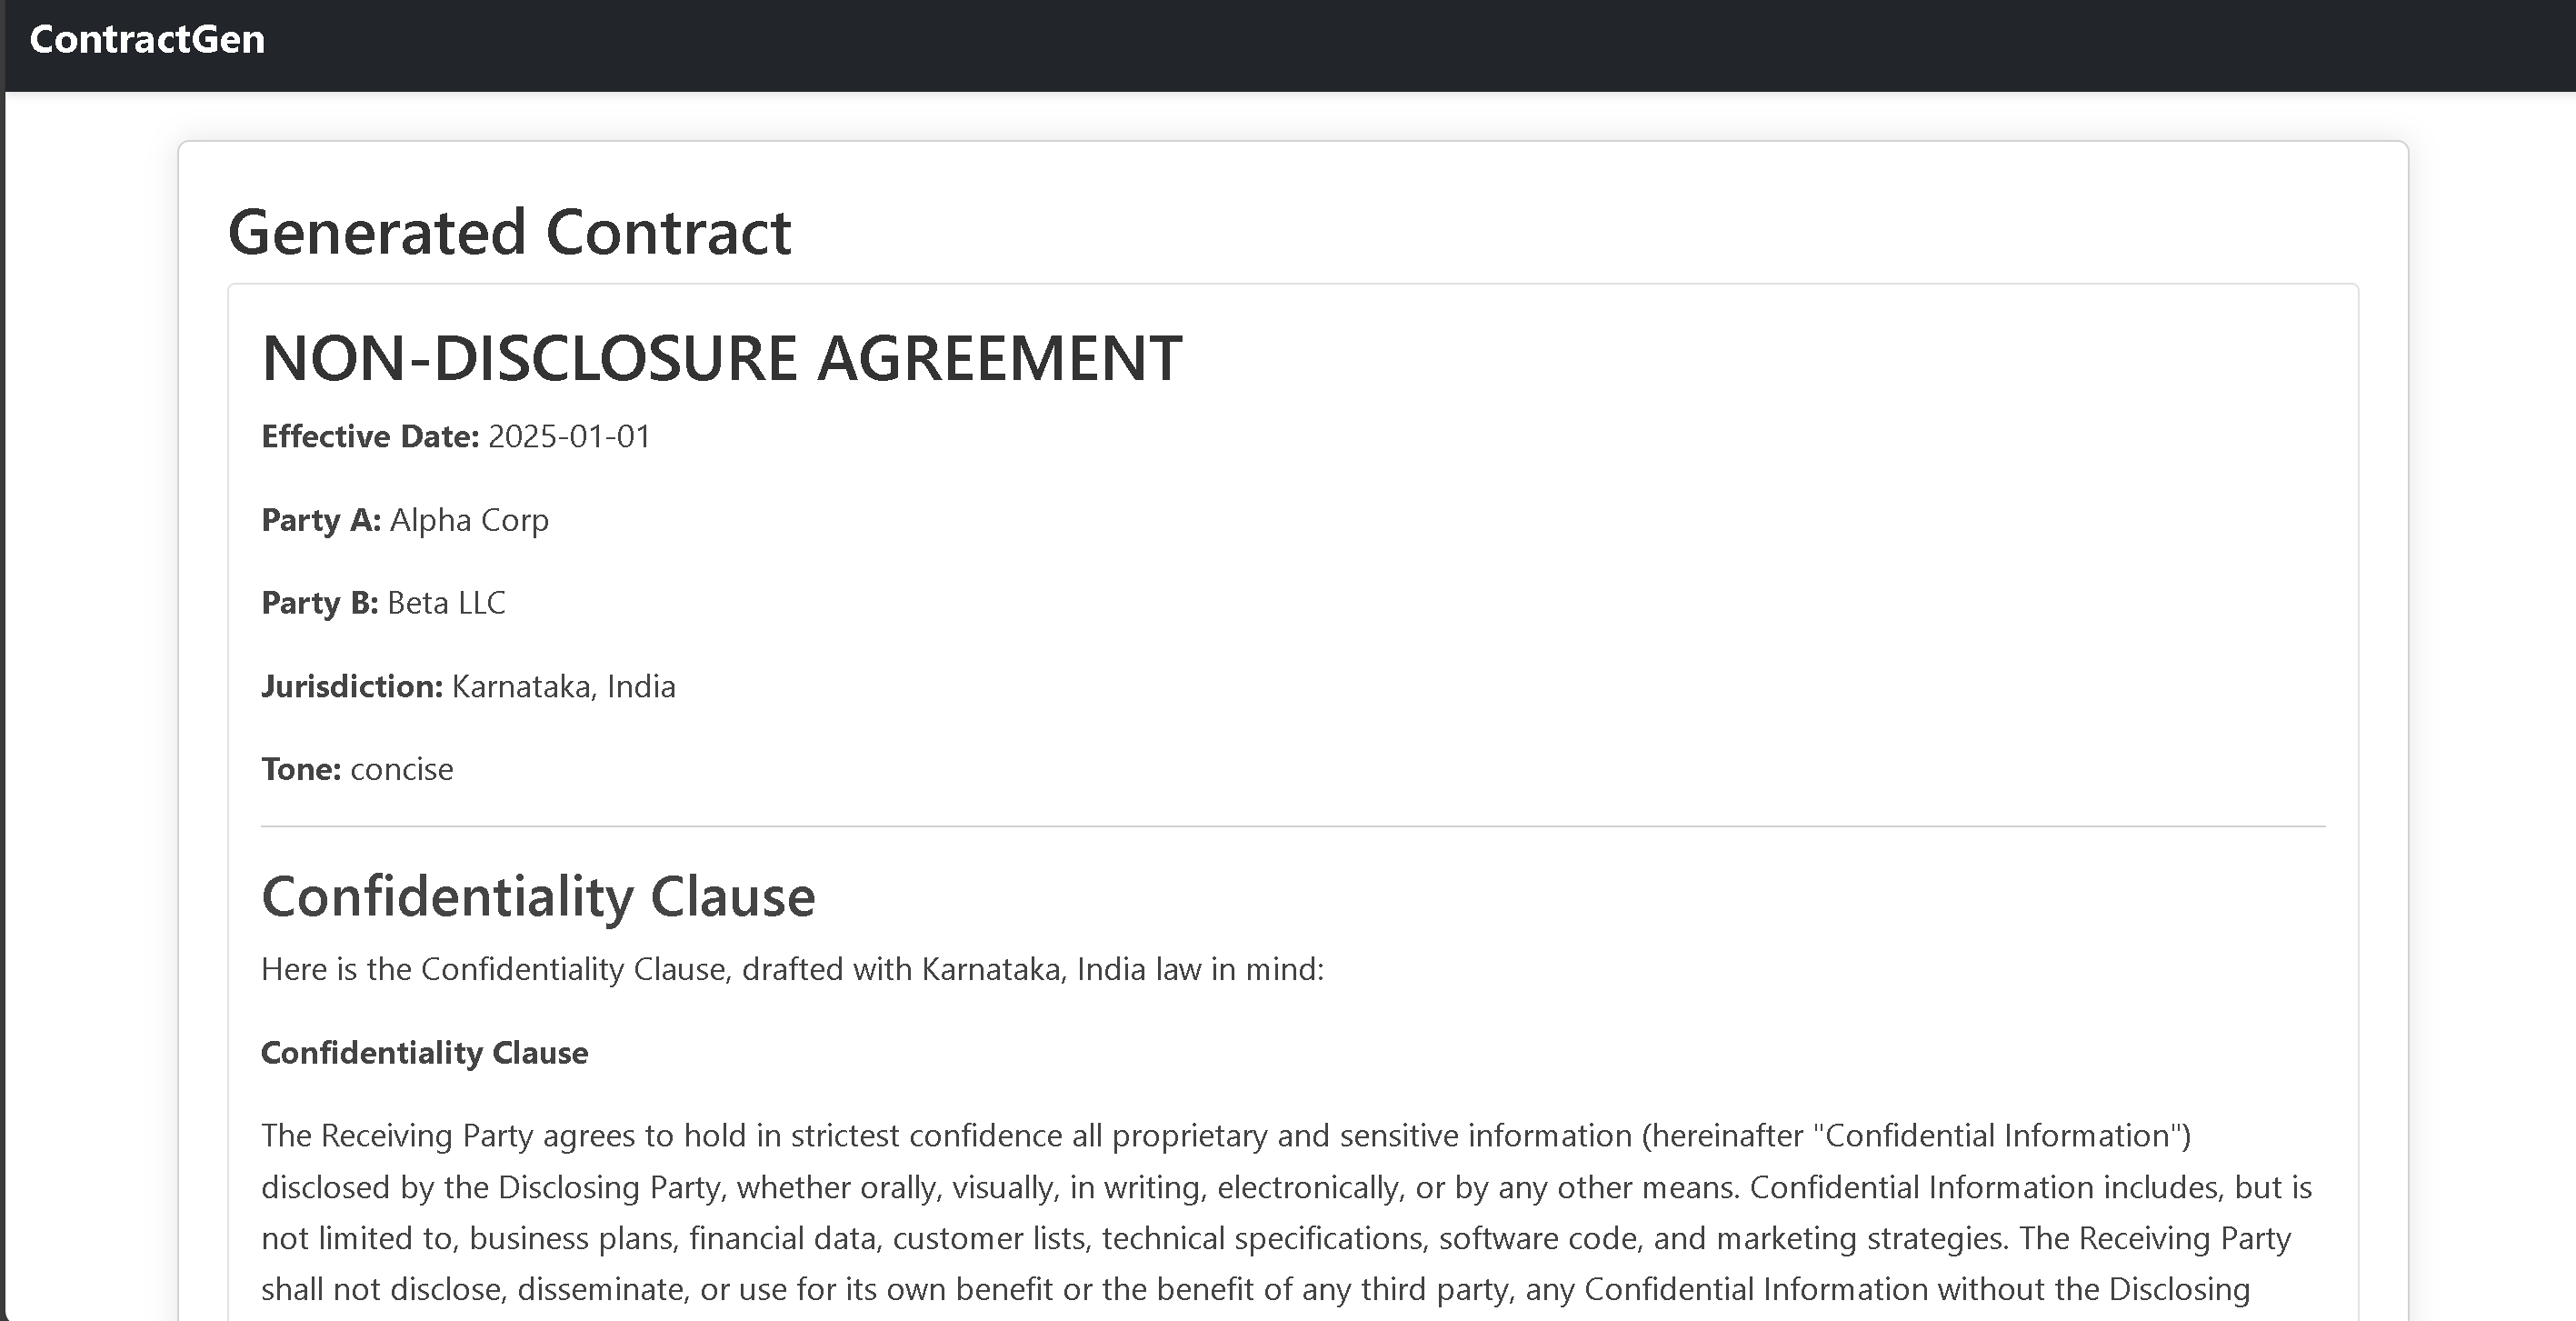 ContractGen
Generated Contract
NON-DISCLOSURE AGREEMENT
Effective Date: 2025-01-01
Party A: Alpha Corp
Party B: Beta LLC
Jurisdiction: Karnataka, India
Tone: concise
Confidentiality Clause
Here is the Confidentiality Clause, drafted with Karnataka, India law in mind:
Confidentiality Clause
The Receiving Party agrees to hold in strictest confidence all proprietary and sensitive information (hereinafter "Confidential Information")
disclosed by the Disclosing Party, whether orally, visually, in writing, electronically, or by any other means. Confidential Information includes, but is
not limited to, business plans, financial data, customer lists, technical specifications, software code, and marketing strategies. The Receiving Party
shall not disclose, disseminate, or use for its own benefit or the benefit of any third party, any Confidential Information without the Disclosing